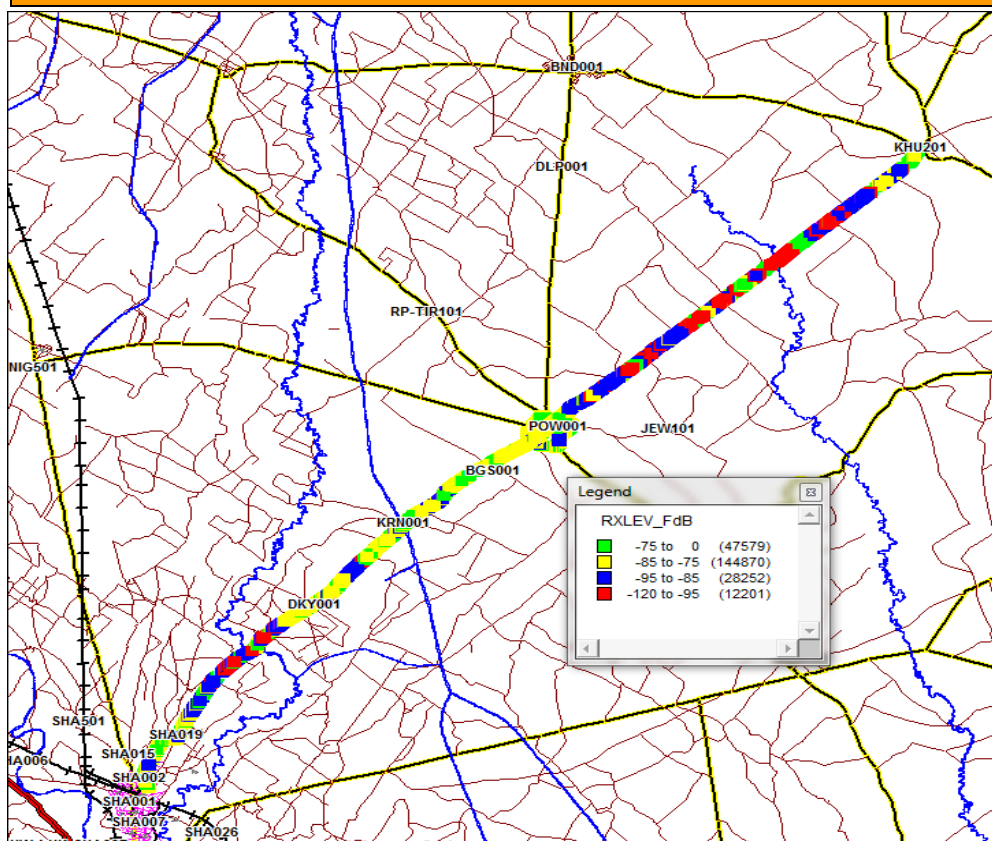 BND001
KHU201
DLP001
RP-TIR101
NIG501
POW001
JEW101
BGS001
Legend
RXLEV_FdB
-75 to 0 (47579)
-85 to -75 (144870)
-95 to -85 (28252)
-120 to -95 (12201)
KRN001
DKY001
SHA501
SHA019
SHA015
HA006
SHA002
SHA001
SHA007
SHA026